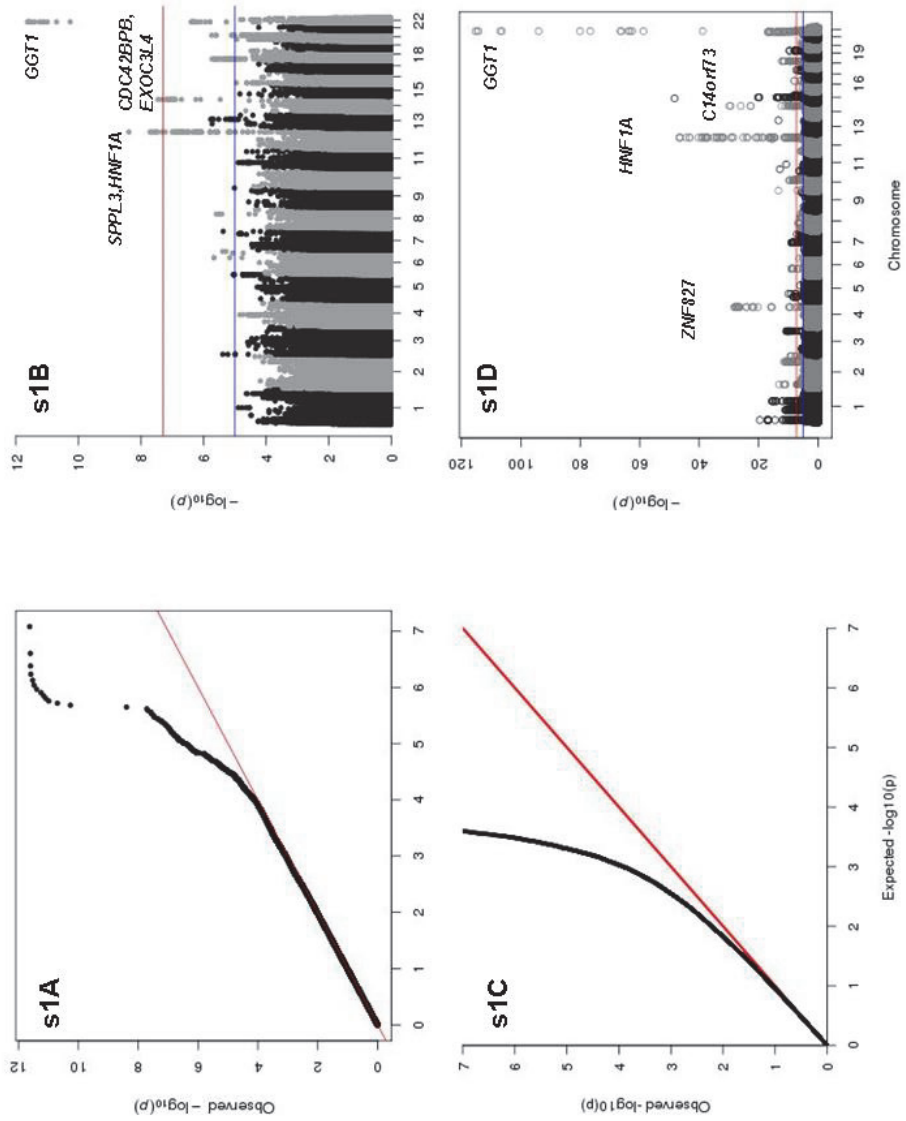 s1A
Observed −log10(p)
0 2 4 6 8 10 12
0 1 2 3 4 5 6 7
s1B
−log10(p)
0 2 4 6 8 10 12
SPPL3,HNF1A
CDC42BPB,
EXOC3L4
GGT1
1 2 3 4 5 6 7 8 9 11 13 15 18 22
s1C
Observed -log10(p)
0 1 2 3 4 5 6 7
0 1 2 3 4 5 6 7
Expected -log10(p)
s1D
−log10(p)
0 20 40 60 80 100 120
ZNF827
HNF1A
C14orf73
GGT1
1 2 3 4 5 6 7 9 11 13 16 19
Chromosome